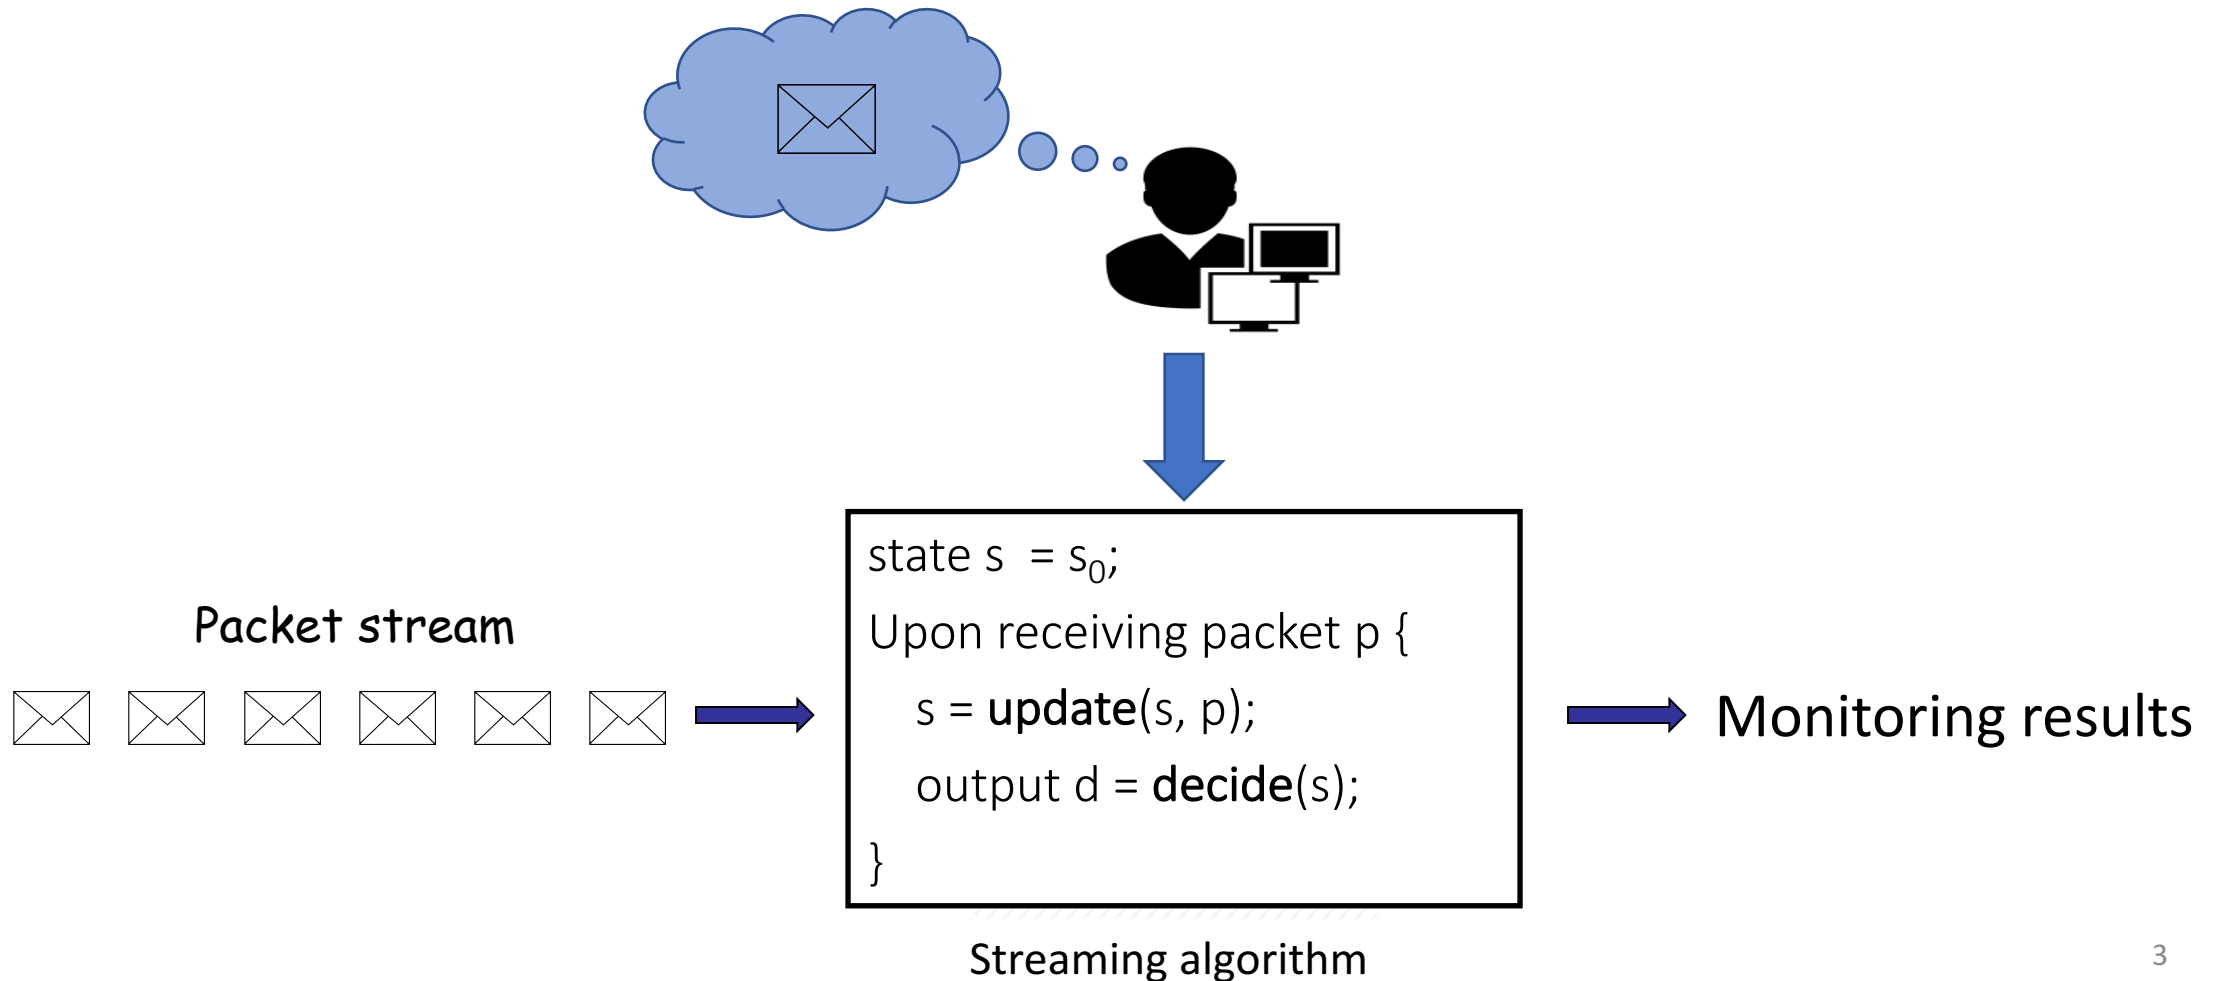 Packet stream
state s = s₀;
Upon receiving packet p {
s = update(s, p);
output d = decide(s);
}
Monitoring results
Streaming algorithm
3